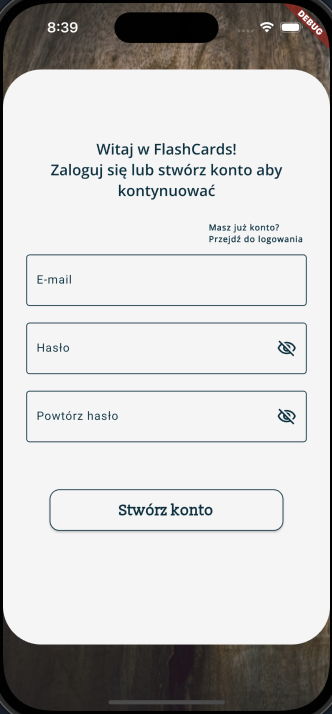 8:39
DEBUG
Witaj w FlashCards!
Zaloguj się lub stwórz konto aby
kontynuować
Masz już konto?
Przejdź do logowania
E-mail
Hasło
Powtórz hasło
Stwórz konto